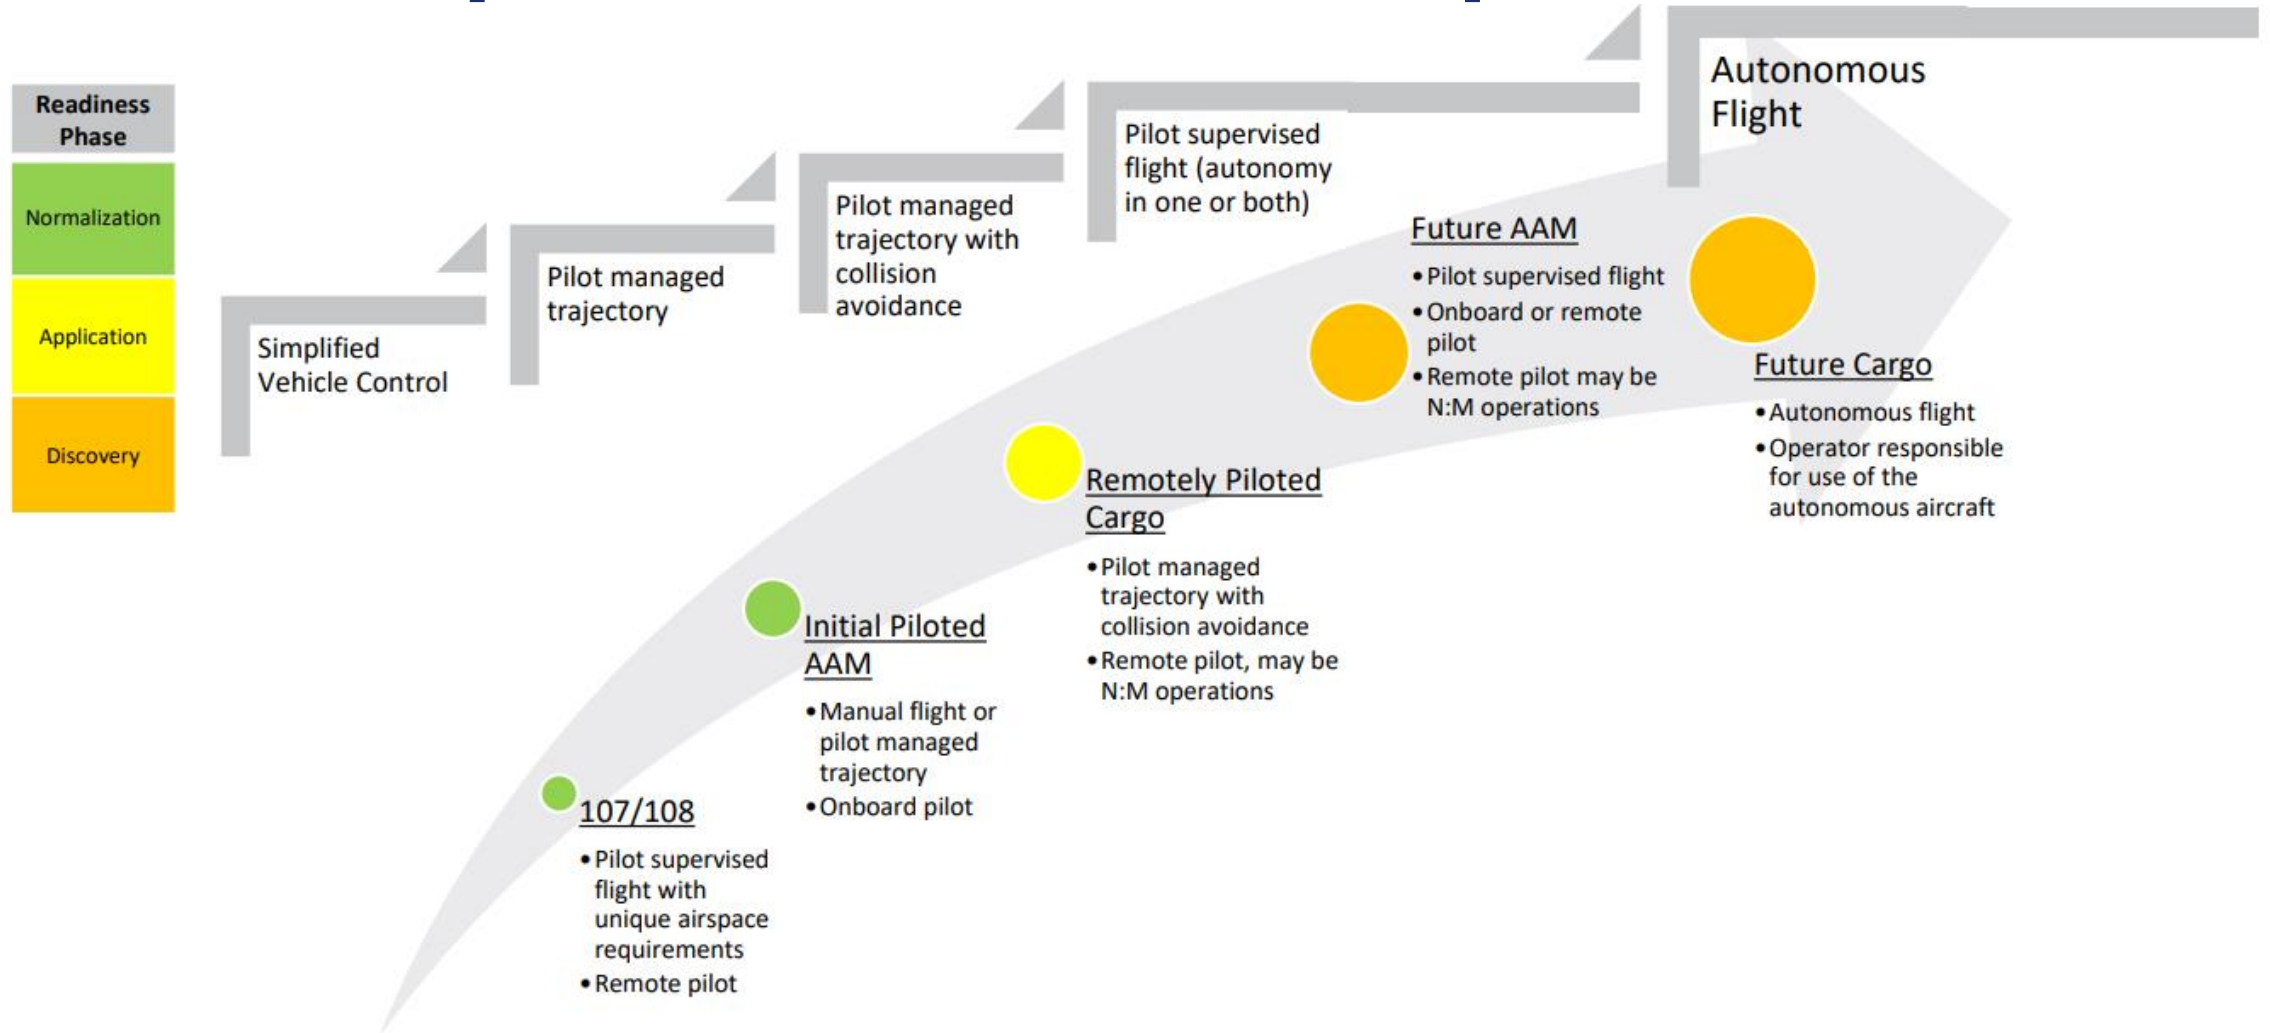 Readiness
Phase
Normalization
Application
Discovery
Simplified
Vehicle Control
Pilot managed
trajectory
Pilot managed
trajectory with
collision
avoidance
Pilot supervised
flight (autonomy
in one or both)
Autonomous
Flight
107/108
•Pilot supervised
flight with
unique airspace
requirements
•Remote pilot
Initial Piloted
AAM
•Manual flight or
pilot managed
trajectory
•Onboard pilot
Remotely Piloted
Cargo
•Pilot managed
trajectory with
collision avoidance
•Remote pilot, may be
N:M operations
Future AAM
•Pilot supervised flight
•Onboard or remote
pilot
•Remote pilot may be
N:M operations
Future Cargo
•Autonomous flight
•Operator responsible
for use of the
autonomous aircraft